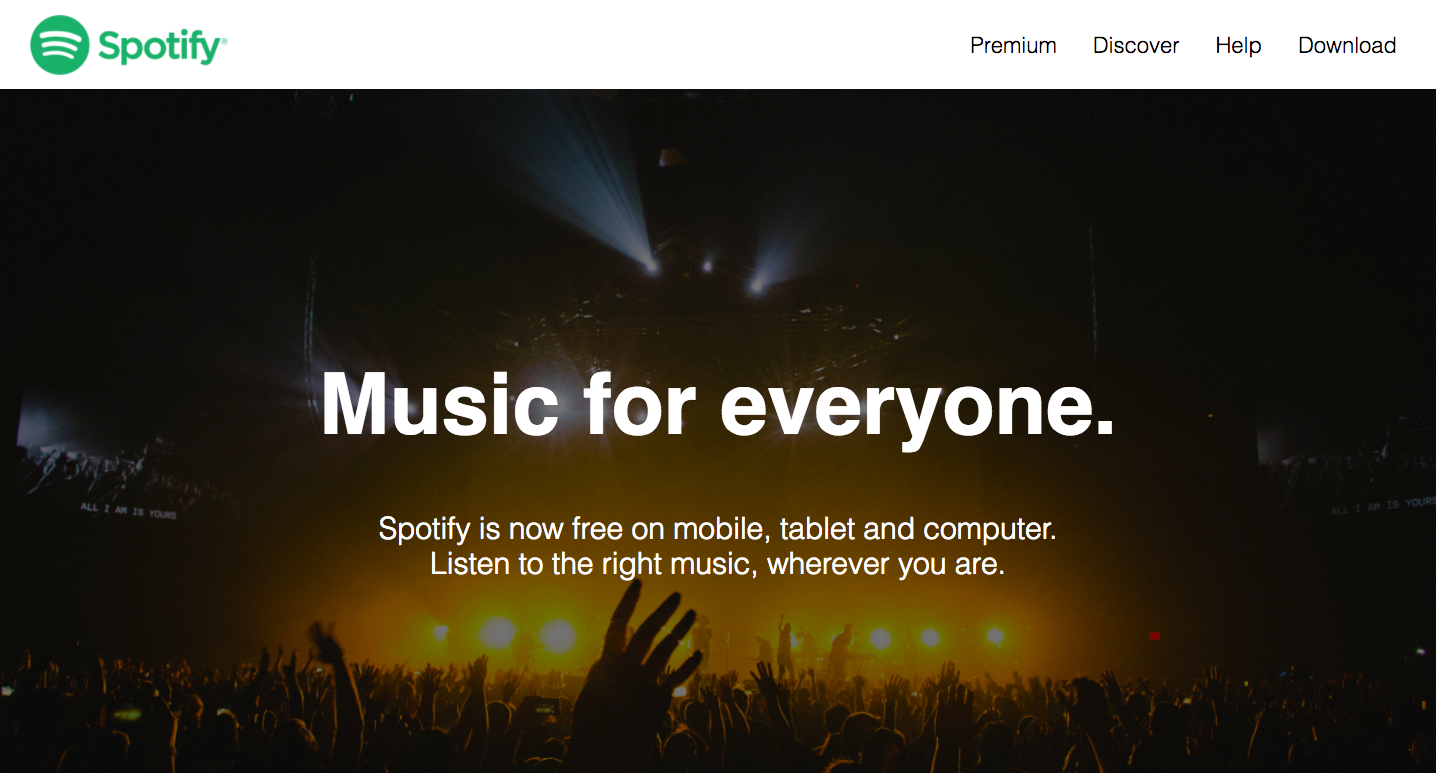 Spotify®
Premium Discover Help Download
Music for everyone.
ALL I AM IS YOURS
ALL I AM IS YOURS
Spotify is now free on mobile, tablet and computer.
Listen to the right music, wherever you are.